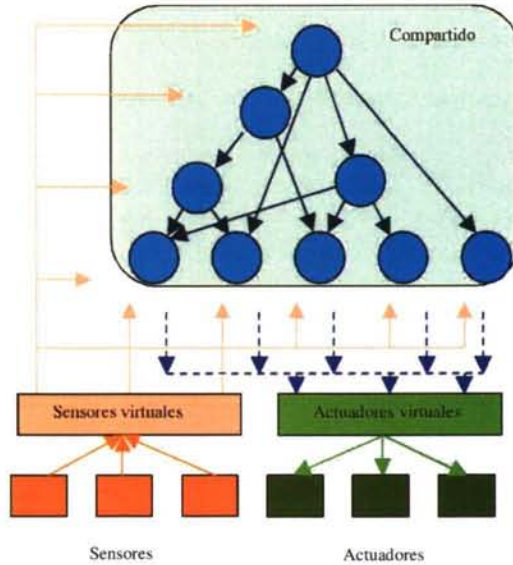 Compartido
Sensores virtuales
Actuadores virtuales
Sensores
Actuadores